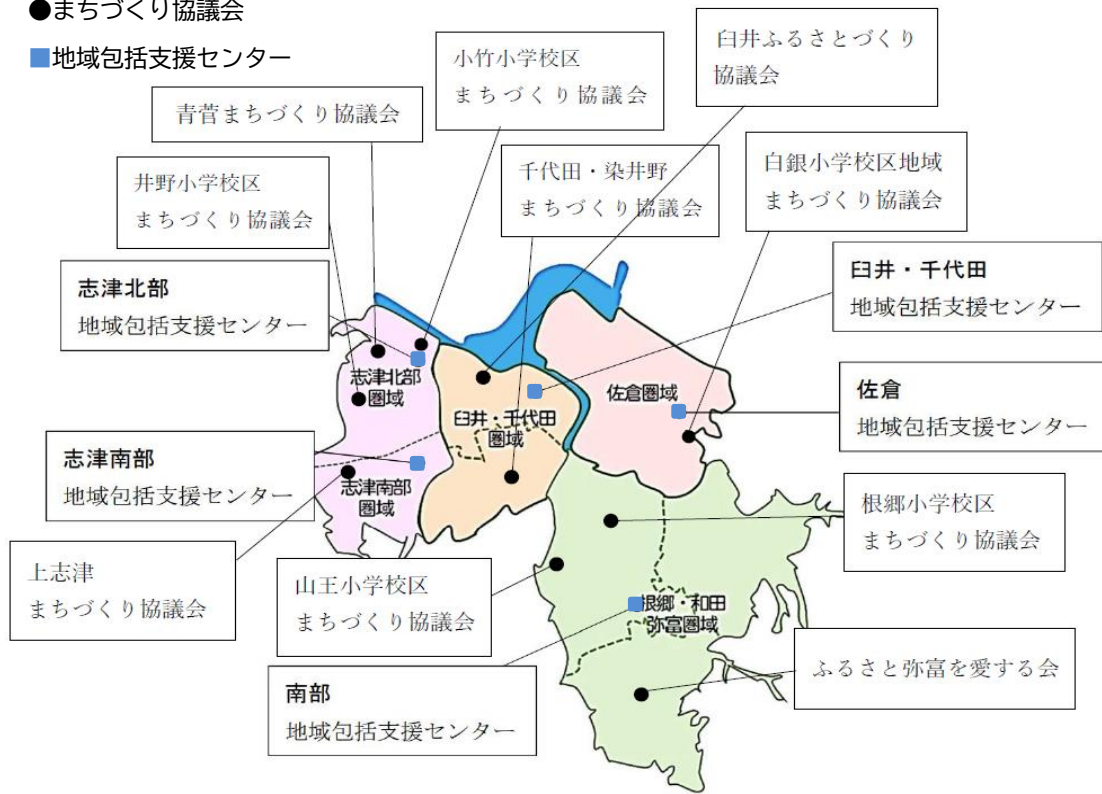 ●まちづくり協議会
■地域包括支援センター
臼井ふるさとづくり
協議会
小竹小学校区
まちづくり協議会
青菅まちづくり協議会
千代田・染井野
まちづくり協議会
白銀小学校区地域
まちづくり協議会
井野小学校区
まちづくり協議会
志津北部
地域包括支援センター
臼井・千代田
地域包括支援センター
志津北部
圏域
佐倉圏域
臼井・千代田
圏域
佐倉
地域包括支援センター
志津南部
地域包括支援センター
志津南部
圏域
根郷小学校区
まちづくり協議会
上志津
まちづくり協議会
山王小学校区
まちづくり協議会
根郷・和田
弥富圏域
ふるさと弥富を愛する会
南部
地域包括支援センター